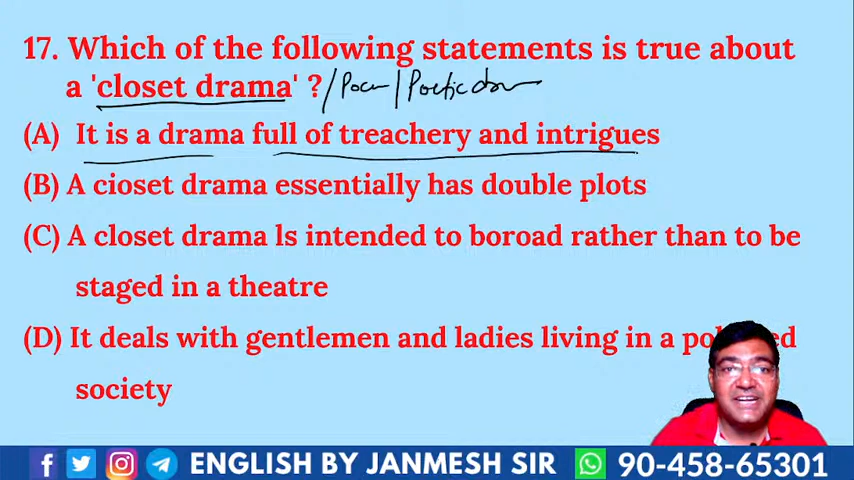 17. Which of the following statements is true about
a 'closet drama' ? / Poem | Poetic
(A) It is a drama full of treachery and intrigues
(B) A cioset drama essentially has double plots
(C) A closet drama ls intended to boroad rather than to be
staged in a theatre
(D) It deals with gentlemen and ladies living in a
society
ENGLISH BY JANMESH SIR 90-458-65301